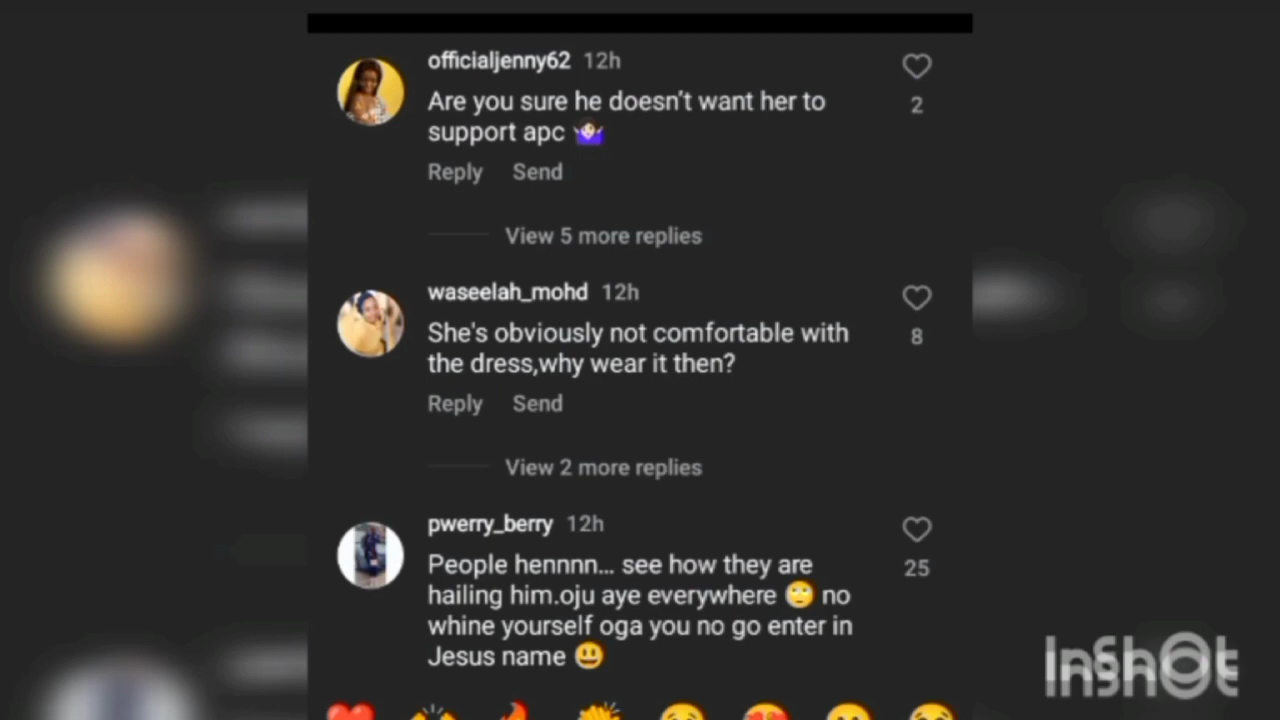 officialjenny62 12h
Are you sure he doesn't want her to
support apc 🤷🏻‍♀️
2
Reply Send
View 5 more replies
waseelah_mohd 12h
She's obviously not comfortable with
the dress,why wear it then?
8
Reply Send
View 2 more replies
pwerry_berry 12h
People hennnn... see how they are
hailing him.oju aye everywhere 🙄 no
whine yourself oga you no go enter in
Jesus name 😃
25
InShOt